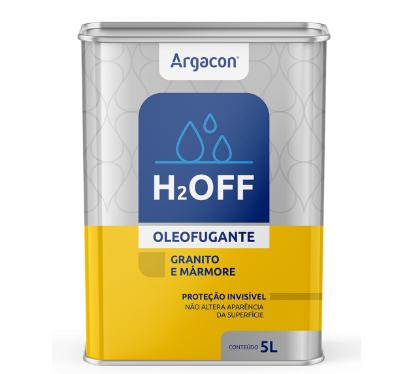 Argacon®
H₂OFF
OLEOFUGANTE
GRANITO
E MÁRMORE
PROTEÇÃO INVISÍVEL
NÃO ALTERA APARÊNCIA
DA SUPERFÍCIE
CONTEÚDO 5L